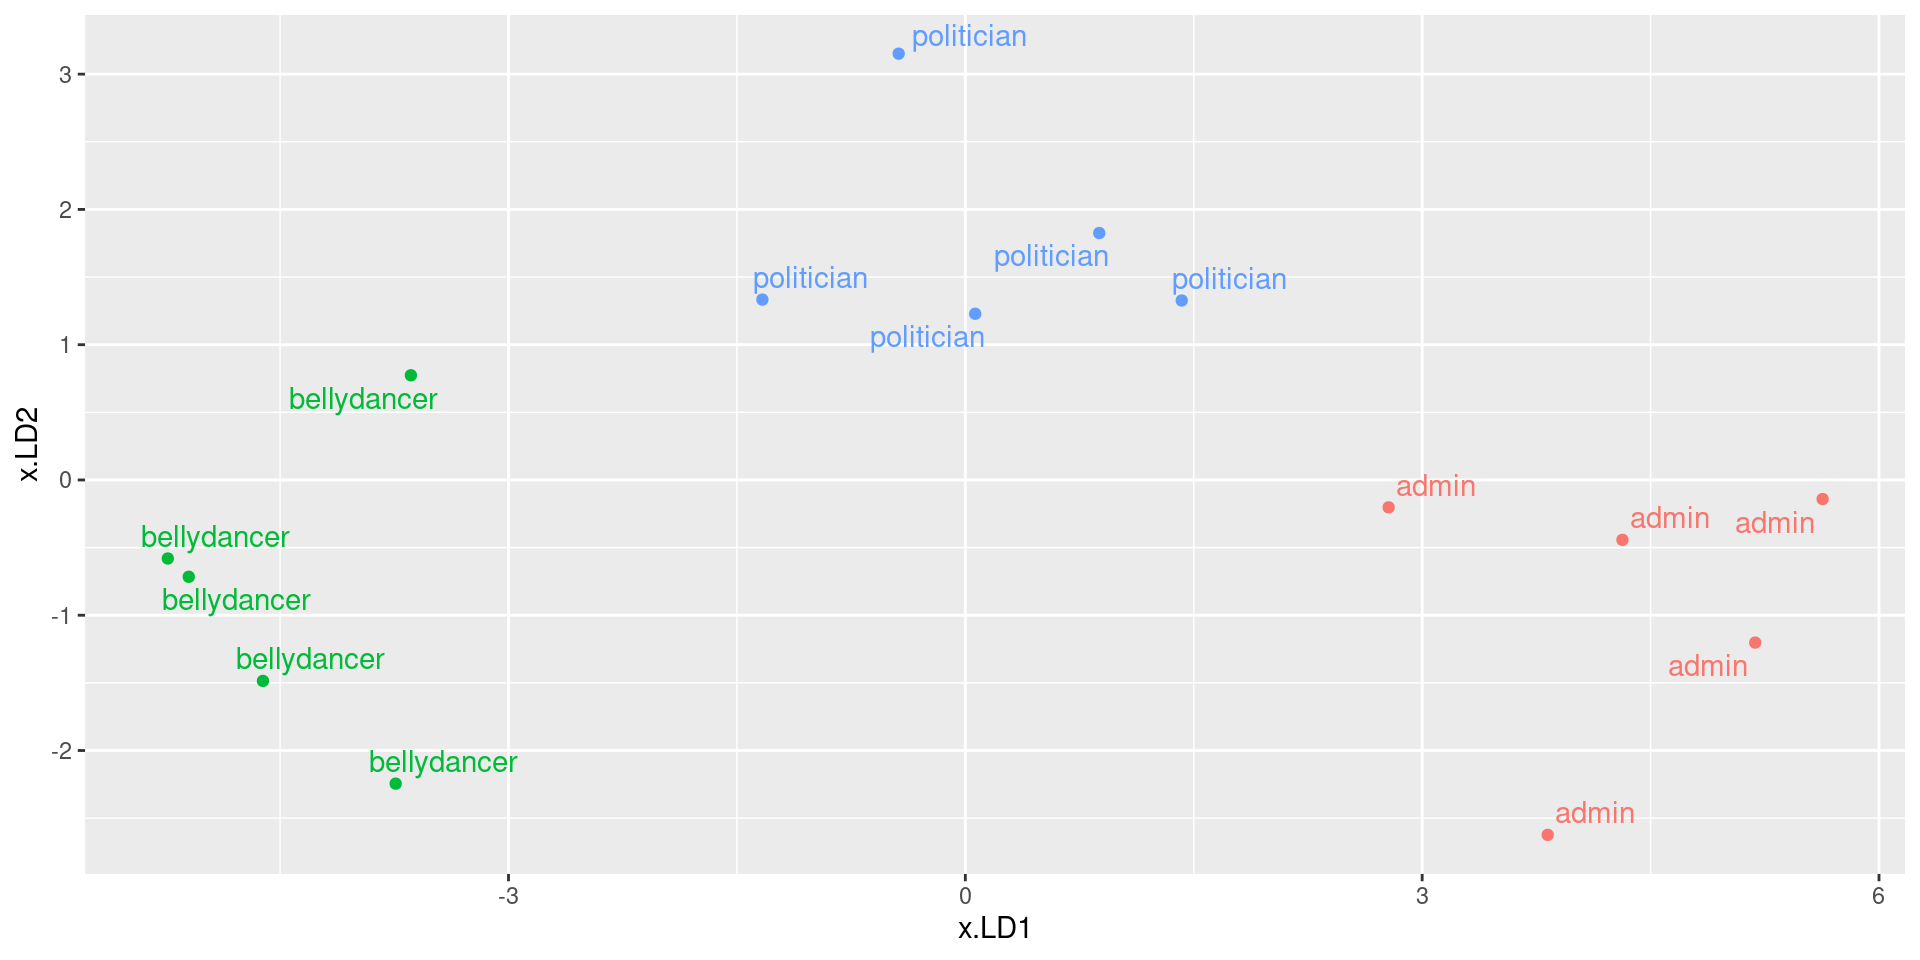 politician
3
2
politician
politician
politician
politician
1
bellydancer
x.LD2
0
admin
admin
admin
bellydancer
bellydancer
-1
bellydancer
admin
-2
bellydancer
admin
-3
0
3
6
x.LD1